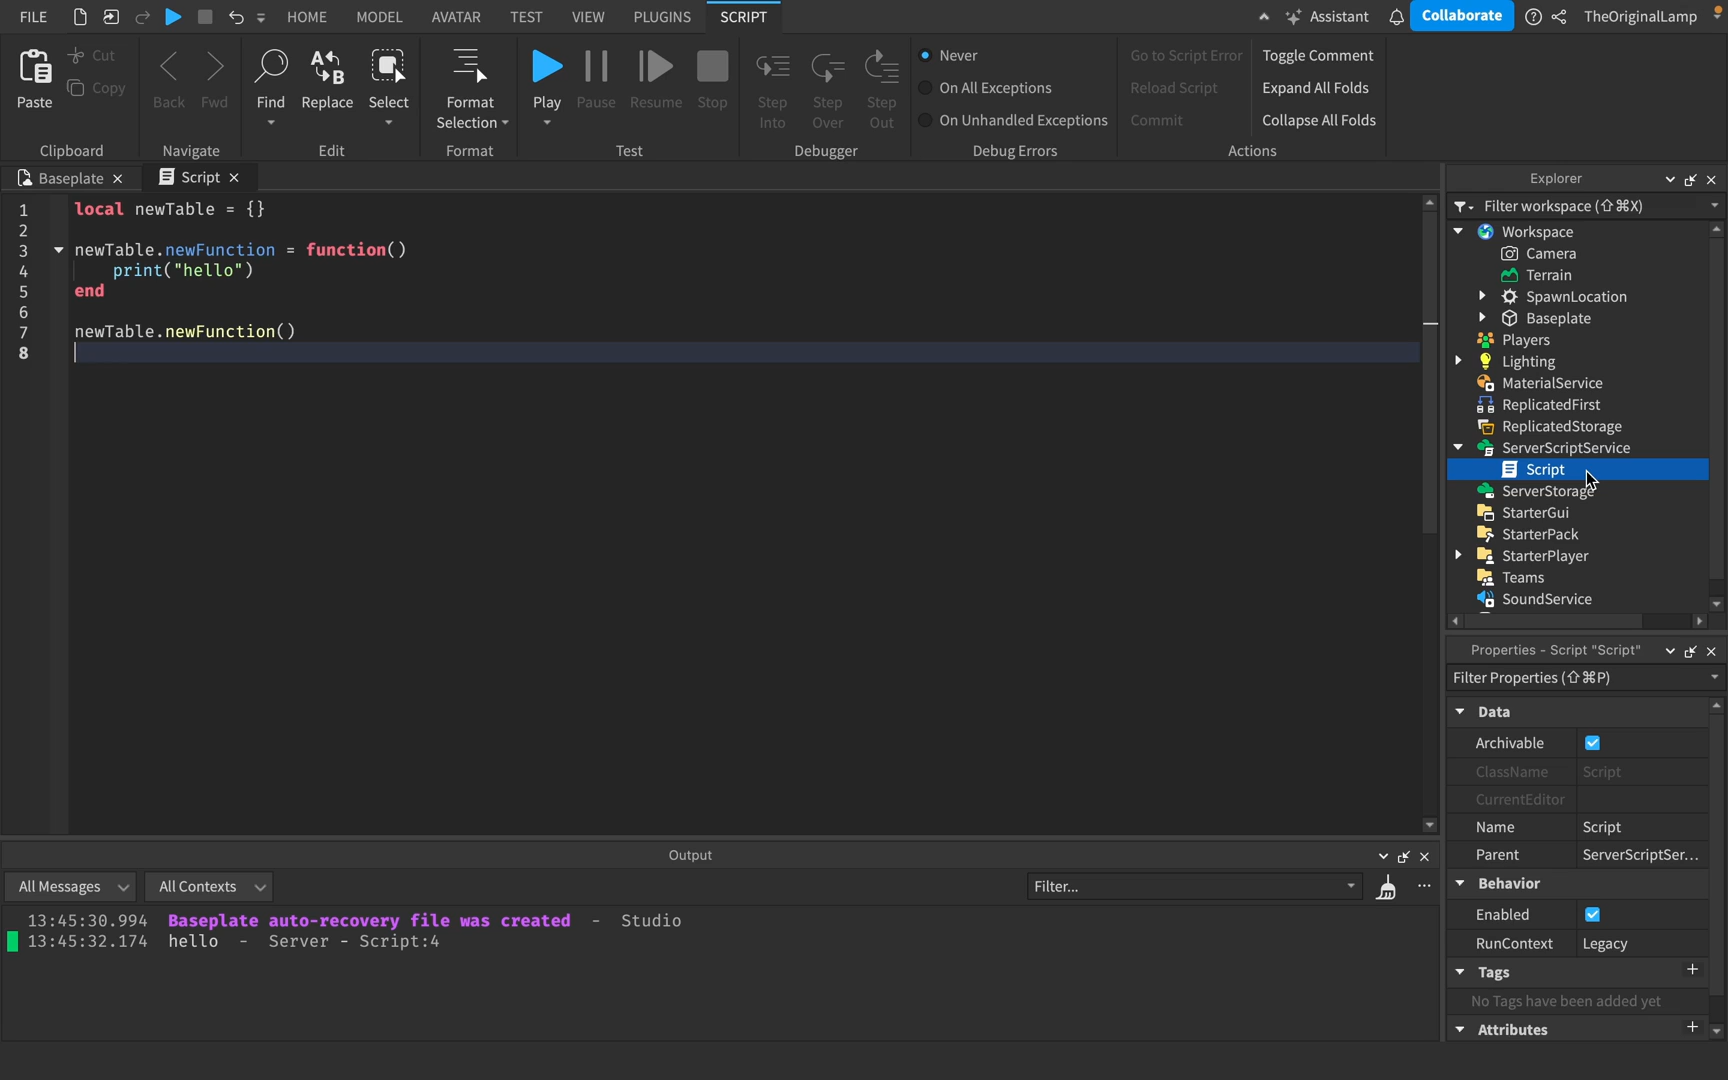 FILE HOME MODEL AVATAR TEST VIEW PLUGINS SCRIPT Assistant Collaborate TheOriginalLamp
Paste
Cut
Copy
Clipboard
Back Fwd
Navigate
Find Replace Select
Edit
Format
Selection
Format
Play Pause Resume Stop
Test
Step
Into
Step
Over
Step
Out
Debugger
Never
On All Exceptions
On Unhandled Exceptions
Debug Errors
Go to Script Error
Reload Script
Commit
Toggle Comment
Expand All Folds
Collapse All Folds
Actions
Baseplate Script
1 local newTable = {}
2
3 newTable.newFunction = function()
4 print("hello")
5 end
6
7 newTable.newFunction()
8
Explorer
Filter workspace (⇧⌘X)
Workspace
Camera
Terrain
SpawnLocation
Baseplate
Players
Lighting
MaterialService
ReplicatedFirst
ReplicatedStorage
ServerScriptService
Script
ServerStorage
StarterGui
StarterPack
StarterPlayer
Teams
SoundService
Properties - Script "Script"
Filter Properties (⇧⌘P)
Data
Archivable
ClassName Script
CurrentEditor
Name Script
Parent ServerScriptSer...
Behavior
Enabled
RunContext Legacy
Tags +
No Tags have been added yet
Attributes +
Output
All Messages All Contexts Filter... ...
13:45:30.994 Baseplate auto-recovery file was created - Studio
13:45:32.174 hello - Server - Script:4